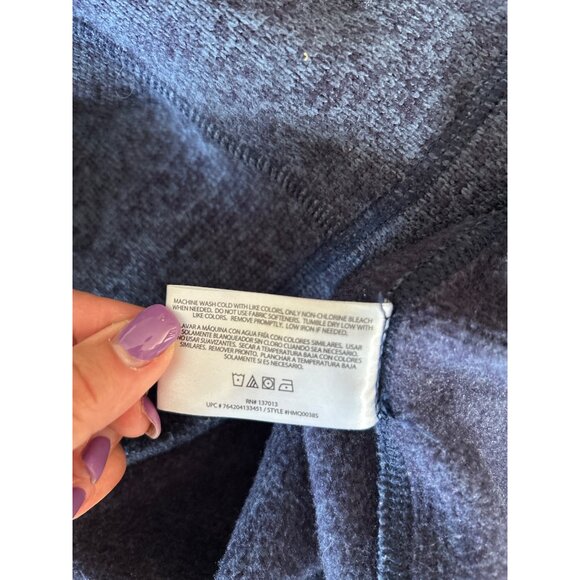 MACHINE WASH COLD WITH LIKE COLORS, ONLY NON-CHLORINE BLEACH
WHEN NEEDED. DO NOT USE FABRIC SOFTENERS. TUMBLE DRY LOW WITH
LIKE COLORS. REMOVE PROMPTLY. LOW IRON IF NEEDED.
AVAR A MÁQUINA CON AGUA FRÍA CON COLORES SIMILARES. USAR
SOLAMENTE BLANQUEADOR SIN CLORO CUANDO SEA NECESARIO.
NO USAR SUAVIZANTES. SECAR A TEMPERATURA BAJA CON COLORES
SIMILARES. REMOVER PRONTO. PLANCHAR A TEMPERATURA BAJA
SI ES NECESARIO.
RN# 137013
UPC # 764204133451 / STYLE #HMQ0038S